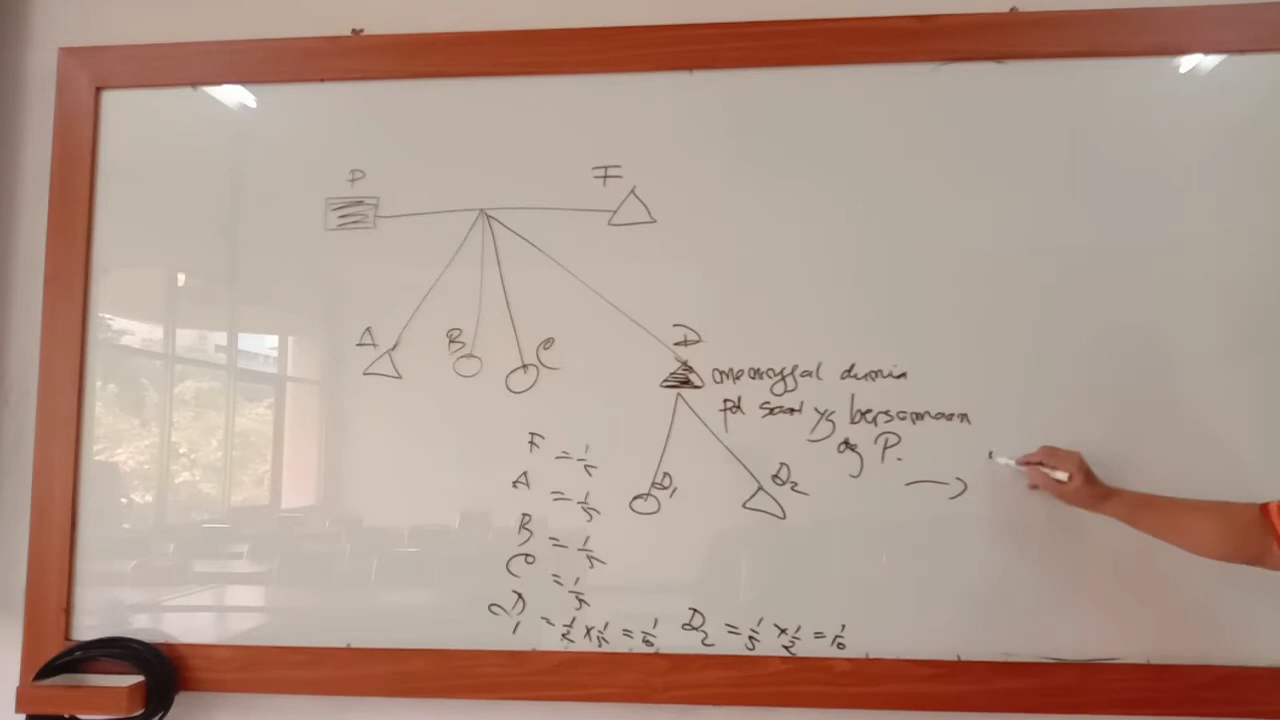 P
F
A
B
C
D
meninggal dunia
pd saat yg bersamaan
dg P.
D1
D2
F = 1/5
A = 1/5
B = 1/5
C = 1/5
D1 = 1/2 x 1/5 = 1/10
D2 = 1/5 x 1/2 = 1/10